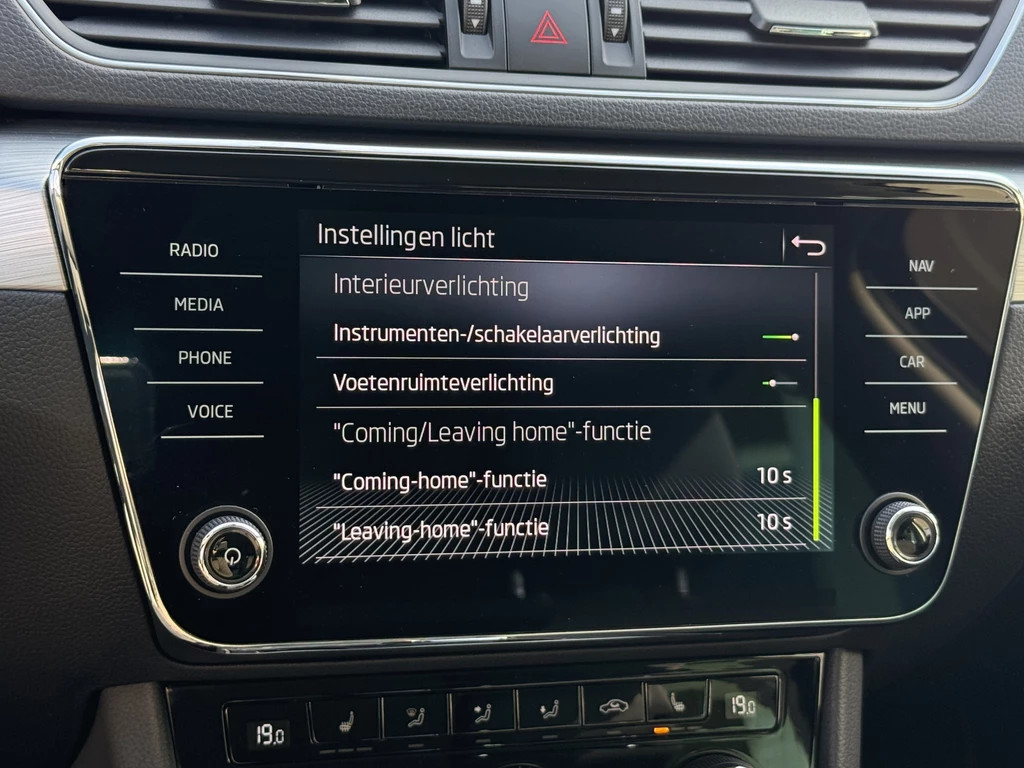 Instellingen licht
RADIO
MEDIA
PHONE
VOICE
Interieurverlichting
Instrumenten-/schakelaarverlichting
Voetenruimteverlichting
"Coming/Leaving home"-functie
"Coming-home"-functie 10 s
"Leaving-home"-functie 10 s
NAV
APP
CAR
MENU
19.0
19.0